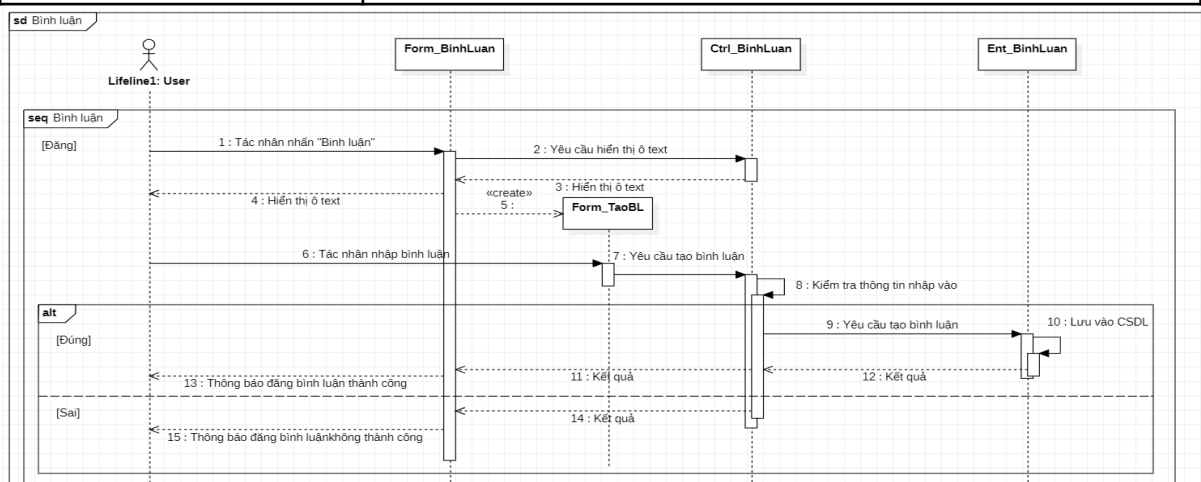 sd Bình luận
Form_BinhLuan
Ctrl_BinhLuan
Ent_BinhLuan
Lifeline1: User
seq Bình luận
[Đăng]
1 : Tác nhân nhấn "Bình luận"
2 : Yêu cầu hiển thị ô text
3 : Hiển thị ô text
4 : Hiển thị ô text
«create»
5 :
Form_TaoBL
6 : Tác nhân nhập bình luận
7 : Yêu cầu tạo bình luận
8 : Kiểm tra thông tin nhập vào
alt
[Đúng]
9 : Yêu cầu tạo bình luận
10 : Lưu vào CSDL
11 : Kết quả
12 : Kết quả
13 : Thông báo đăng bình luận thành công
[Sai]
14 : Kết quả
15 : Thông báo đăng bình luậnkhông thành công